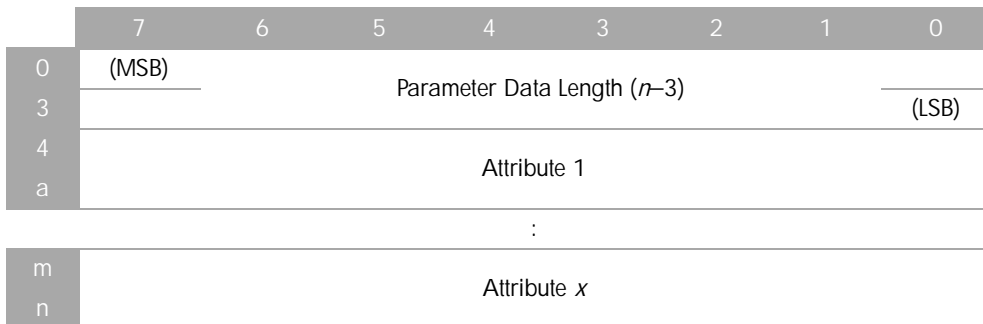 7 6 5 4 3 2 1 0
0 (MSB)
Parameter Data Length (n–3)
3 (LSB)
4
Attribute 1
a
:
m
Attribute x
n